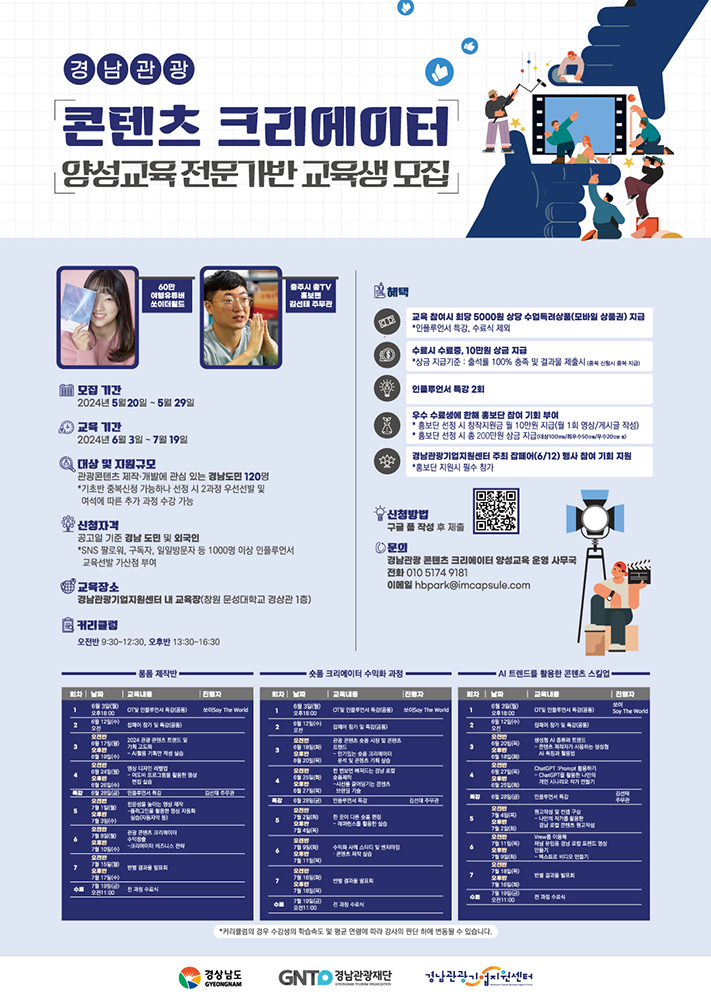 경남관광
콘텐츠 크리에이터
양성교육 전문가반 교육생 모집
60만
여행유튜버
쏘이더월드
충주시 충TV
홍보맨
김선태 주무관
모집 기간
2024년 5월20일 ~ 5월 29일
교육 기간
2024년 6월 3일 ~ 7월 19일
대상 및 지원규모
관광콘텐츠 제작·개발에 관심 있는 경남도민 120명
*기초반 중복신청 가능하나 선정 시 2과정 우선선발 및
여석에 따른 추가 과정 수강 가능
신청자격
공고일 기준 경남 도민 및 외국인
*SNS 팔로워, 구독자, 일일방문자 등 1000명 이상 인플루언서
교육선발 가산점 부여
교육장소
경남관광기업지원센터 내 교육장(창원 문성대학교 경상관 1층)
커리큘럼
오전반 9:30~12:30, 오후반 13:30~16:30
혜택
교육 참여시 회당 5000원 상당 수업독려상품(모바일 상품권) 지급
*인플루언서 특강, 수료식 제외
수료시 수료증, 10만원 상금 지급
*상금 지급기준 : 출석률 100% 충족 및 결과물 제출시 (중복 신청시 중복 지급)
인플루언서 특강 2회
우수 수료생에 한해 홍보단 참여 기회 부여
* 홍보단 선정 시 창작지원금 월 10만원 지급(월 1회 영상/게시글 작성)
* 홍보단 선정 시 총 200만원 상금 지급(대상100만원/최우수50만원/우수20만원 등)
경남관광기업지원센터 주최 잡페어(6/12) 행사 참여 기회 지원
*홍보단 지원시 필수 참가
신청방법
구글 폼 작성 후 제출
문의
경남관광 콘텐츠 크리에이터 양성교육 운영 사무국
전화 010 5174 9181
이메일 hbpark@imcapsule.com
롱폼 제작반
회차 날짜 교육내용 진행자
1 6월 3일(월) 오후18:00 OT및 인플루언서 특강(공통) 쏘이Soy The World
2 6월 12일(수) 오전 잡페어 참가 및 특강(공통)
3 오전반 6월 17일(월) 오후반 6월 19일(수) 2024 관광 콘텐츠 트렌드 및 기획 고도화
- AI활용 기획안 작성 실습
4 오전반 6월 24일(월) 오후반 6월 26일(수) 영상 디자인 레벨업
- 어도비 프로그램을 활용한 영상 편집 실습
특강 6월 28일(금) 인플루언서 특강 김선태 주무관
5 오전반 7월 1일(월) 오후반 7월 3일(수) 전문성을 높이는 영상 제작
-플러그인을 활용한 영상 자동화 실습(자동자막 등)
6 오전반 7월 8일(월) 오후반 7월 10일(수) 관광 콘텐츠 크리에이터 수익창출
-크리에이터 비즈니스 전략
7 오전반 7월 15일(월) 오후반 7월 17일(수) 반별 결과물 발표회
수료 7월 19일(금) 오전11:00 전 과정 수료식
숏폼 크리에이터 수익화 과정
회차 날짜 교육내용 진행자
1 6월 3일(월) 오후18:00 OT및 인플루언서 특강(공통) 쏘이Soy The World
2 6월 12일(수) 오전 잡페어 참가 및 특강(공통)
3 오전반 6월 18일(화) 오후반 6월 20일(목) 관광 콘텐츠 숏폼 시장 및 콘텐츠 트렌드
- 인기있는 숏폼 크리에이터 분석 및 콘텐츠 기획 실습
4 오전반 6월 25일(화) 오후반 6월 27일(목) 한 번보면 빠져드는 경남 로컬 숏폼제작
-시선을 끌어당기는 콘텐츠 브랜딩 기술
특강 6월 28일(금) 인플루언서 특강 김선태 주무관
5 오전반 7월 2일(화) 오후반 7월 4일(목) 한 끗이 다른 숏폼 편집
- 레퍼런스를 활용한 실습
6 오전반 7월 9일(화) 오후반 7월 11일(목) 수익화 사례 스터디 및 벤치마킹
- 콘텐츠 제작 실습
7 오전반 7월 16일(화) 오후반 7월 18일(목) 반별 결과물 발표회
수료 7월 19일(금) 오전11:00 전 과정 수료식
AI 트렌드를 활용한 콘텐츠 스킬업
회차 날짜 교육내용 진행자
1 6월 3일(월) 오후18:00 OT및 인플루언서 특강(공통) 쏘이 Soy The World
2 6월 12일(수) 오전 잡페어 참가 및 특강(공통)
3 오전반 6월 20일(목) 오후반 6월 18일(화) 생성형 AI 종류와 트렌드
- 콘텐츠 제작자가 사용하는 생성형 AI 특징과 활용법
4 오전반 6월 27일(목) 오후반 6월 25일(화) ChatGPT :Prompt 활용하기
- ChatGPT를 활용한 나만의 개인 시나리오 작가 만들기
특강 6월 28일(금) 인플루언서 특강 김선태 주무관
5 오전반 7월 4일(목) 오후반 7월 2일(화) 원고작성 및 컨셉 구상
- 나만의 작가를 활용한 경남 로컬 콘텐츠 원고작성
6 오전반 7월 11일(목) 오후반 7월 9일(화) Vrew를 이용해 채널 유입용 경남 로컬 프렌드 영상 만들기
- 텍스트로 비디오 만들기
7 오전반 7월 18일(목) 오후반 7월 16일(화) 반별 결과물 발표회
수료 7월 19일(금) 오전11:00 전 과정 수료식
*커리큘럼의 경우 수강생의 학습속도 및 평균 연령에 따라 강사의 판단 하에 변동될 수 있습니다.
경상남도
GYEONGNAM
GNTO 경남관광재단
GYEONGNAM TOURISM ORGANIZATION
경남관광기업지원센터